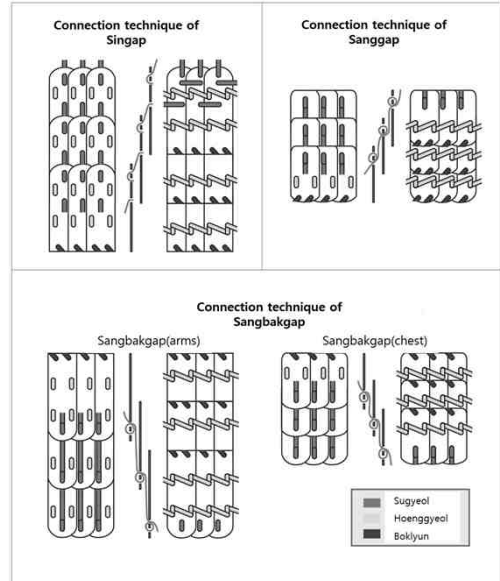 Connection technique of
Singap
Connection technique of
Sanggap
Connection technique of
Sangbakgap
Sangbakgap(arms)
Sangbakgap(chest)
Sugyeol
Hoenggyeol
Boklyun